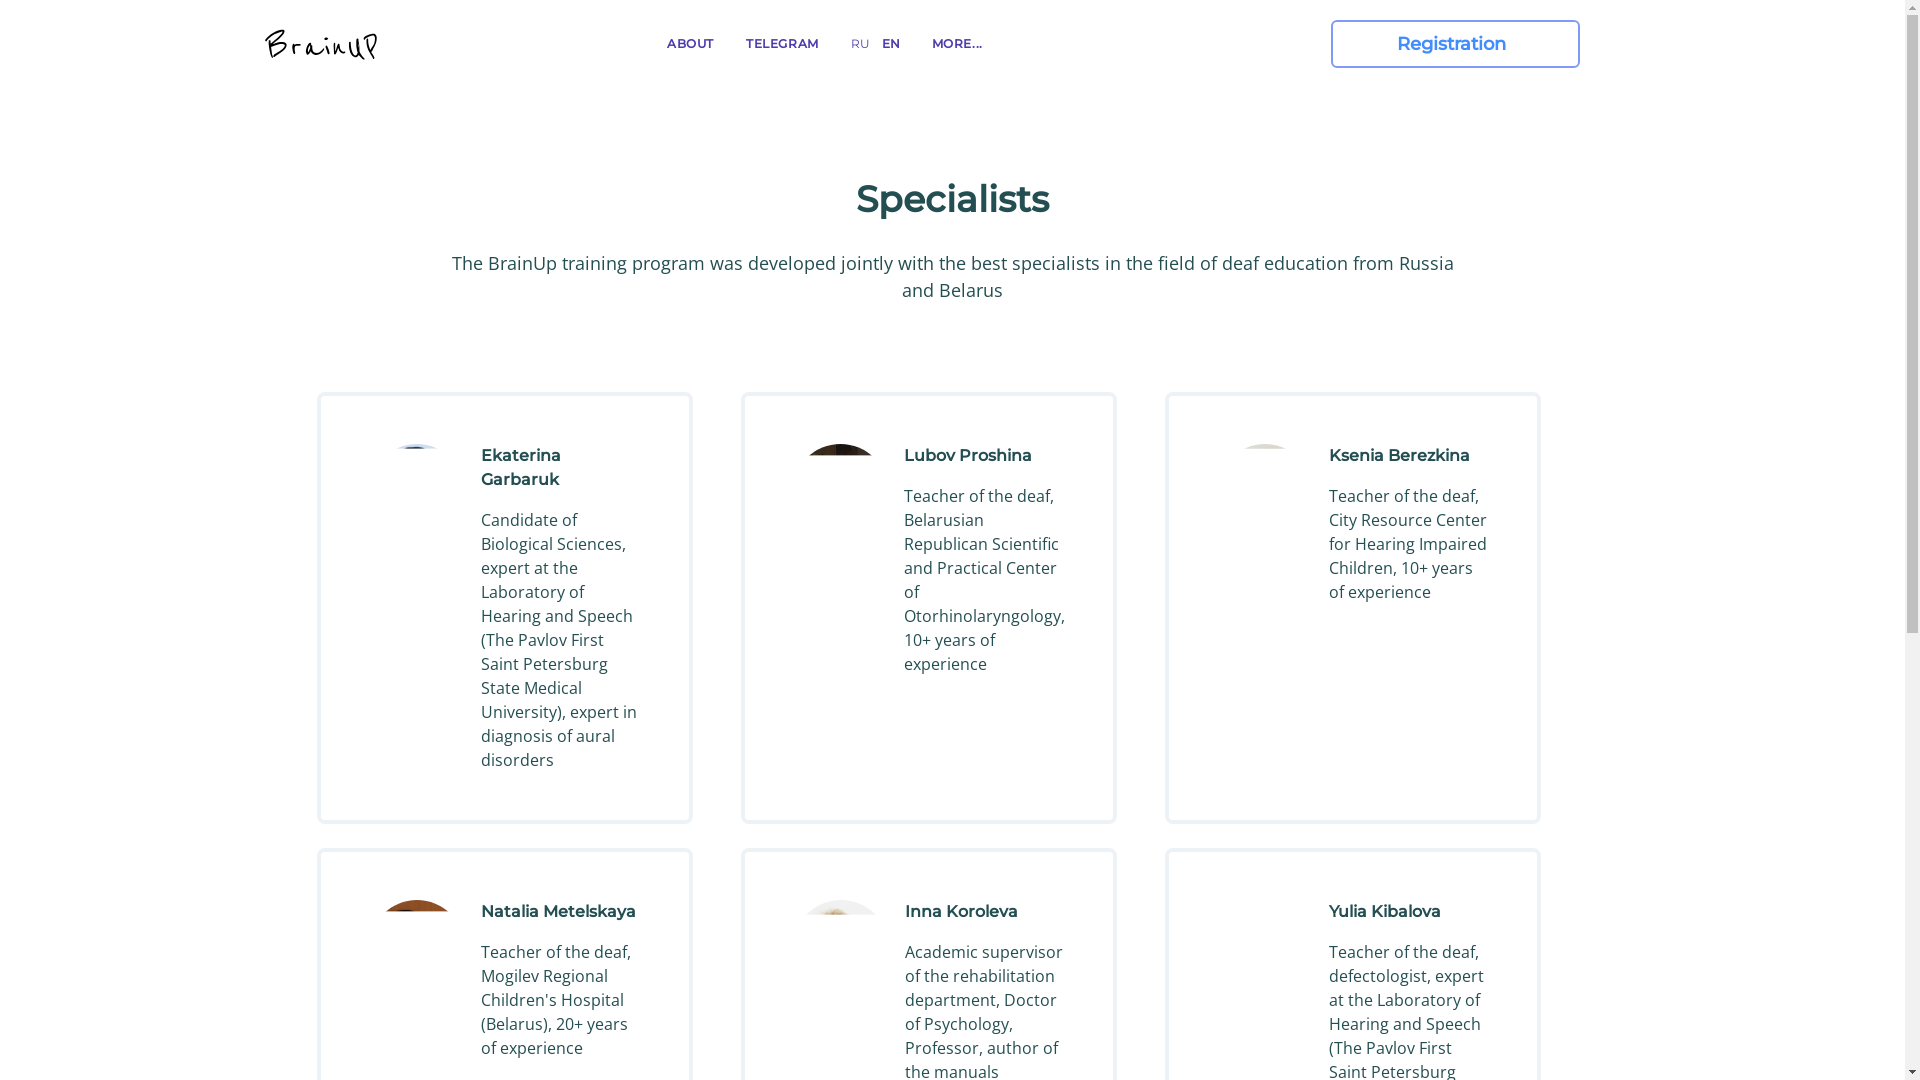 BrainUP
ABOUT
TELEGRAM
RU
EN
MORE...
Registration
Specialists
The BrainUp training program was developed jointly with the best specialists in the field of deaf education from Russia
and Belarus
Ekaterina
Garbaruk
Candidate of
Biological Sciences,
expert at the
Laboratory of
Hearing and Speech
(The Pavlov First
Saint Petersburg
State Medical
University), expert in
diagnosis of aural
disorders
Lubov Proshina
Teacher of the deaf,
Belarusian
Republican Scientific
and Practical Center
of
Otorhinolaryngology,
10+ years of
experience
Ksenia Berezkina
Teacher of the deaf,
City Resource Center
for Hearing Impaired
Children, 10+ years
of experience
Natalia Metelskaya
Teacher of the deaf,
Mogilev Regional
Children's Hospital
(Belarus), 20+ years
of experience
Inna Koroleva
Academic supervisor
of the rehabilitation
department, Doctor
of Psychology,
Professor, author of
the manuals
Yulia Kibalova
Teacher of the deaf,
defectologist, expert
at the Laboratory of
Hearing and Speech
(The Pavlov First
Saint Petersburg